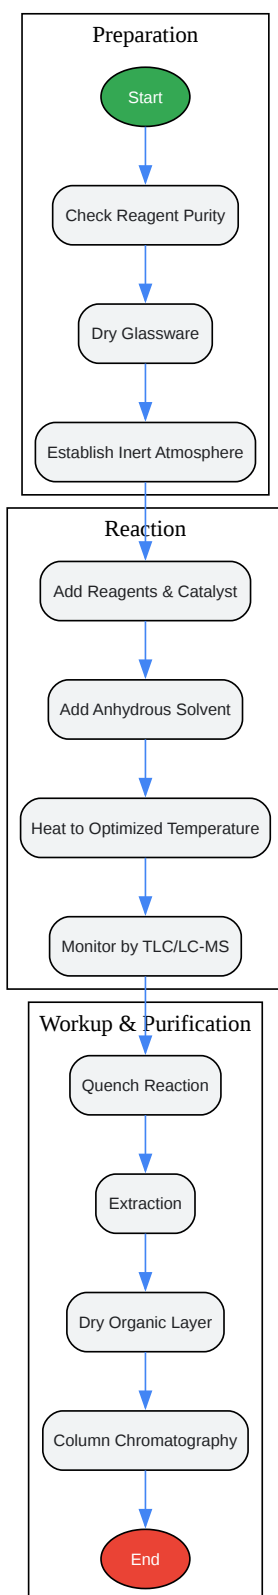 Preparation
Start
Check Reagent Purity
Dry Glassware
Establish Inert Atmosphere
Reaction
Add Reagents & Catalyst
Add Anhydrous Solvent
Heat to Optimized Temperature
Monitor by TLC/LC-MS
Workup & Purification
Quench Reaction
Extraction
Dry Organic Layer
Column Chromatography
End